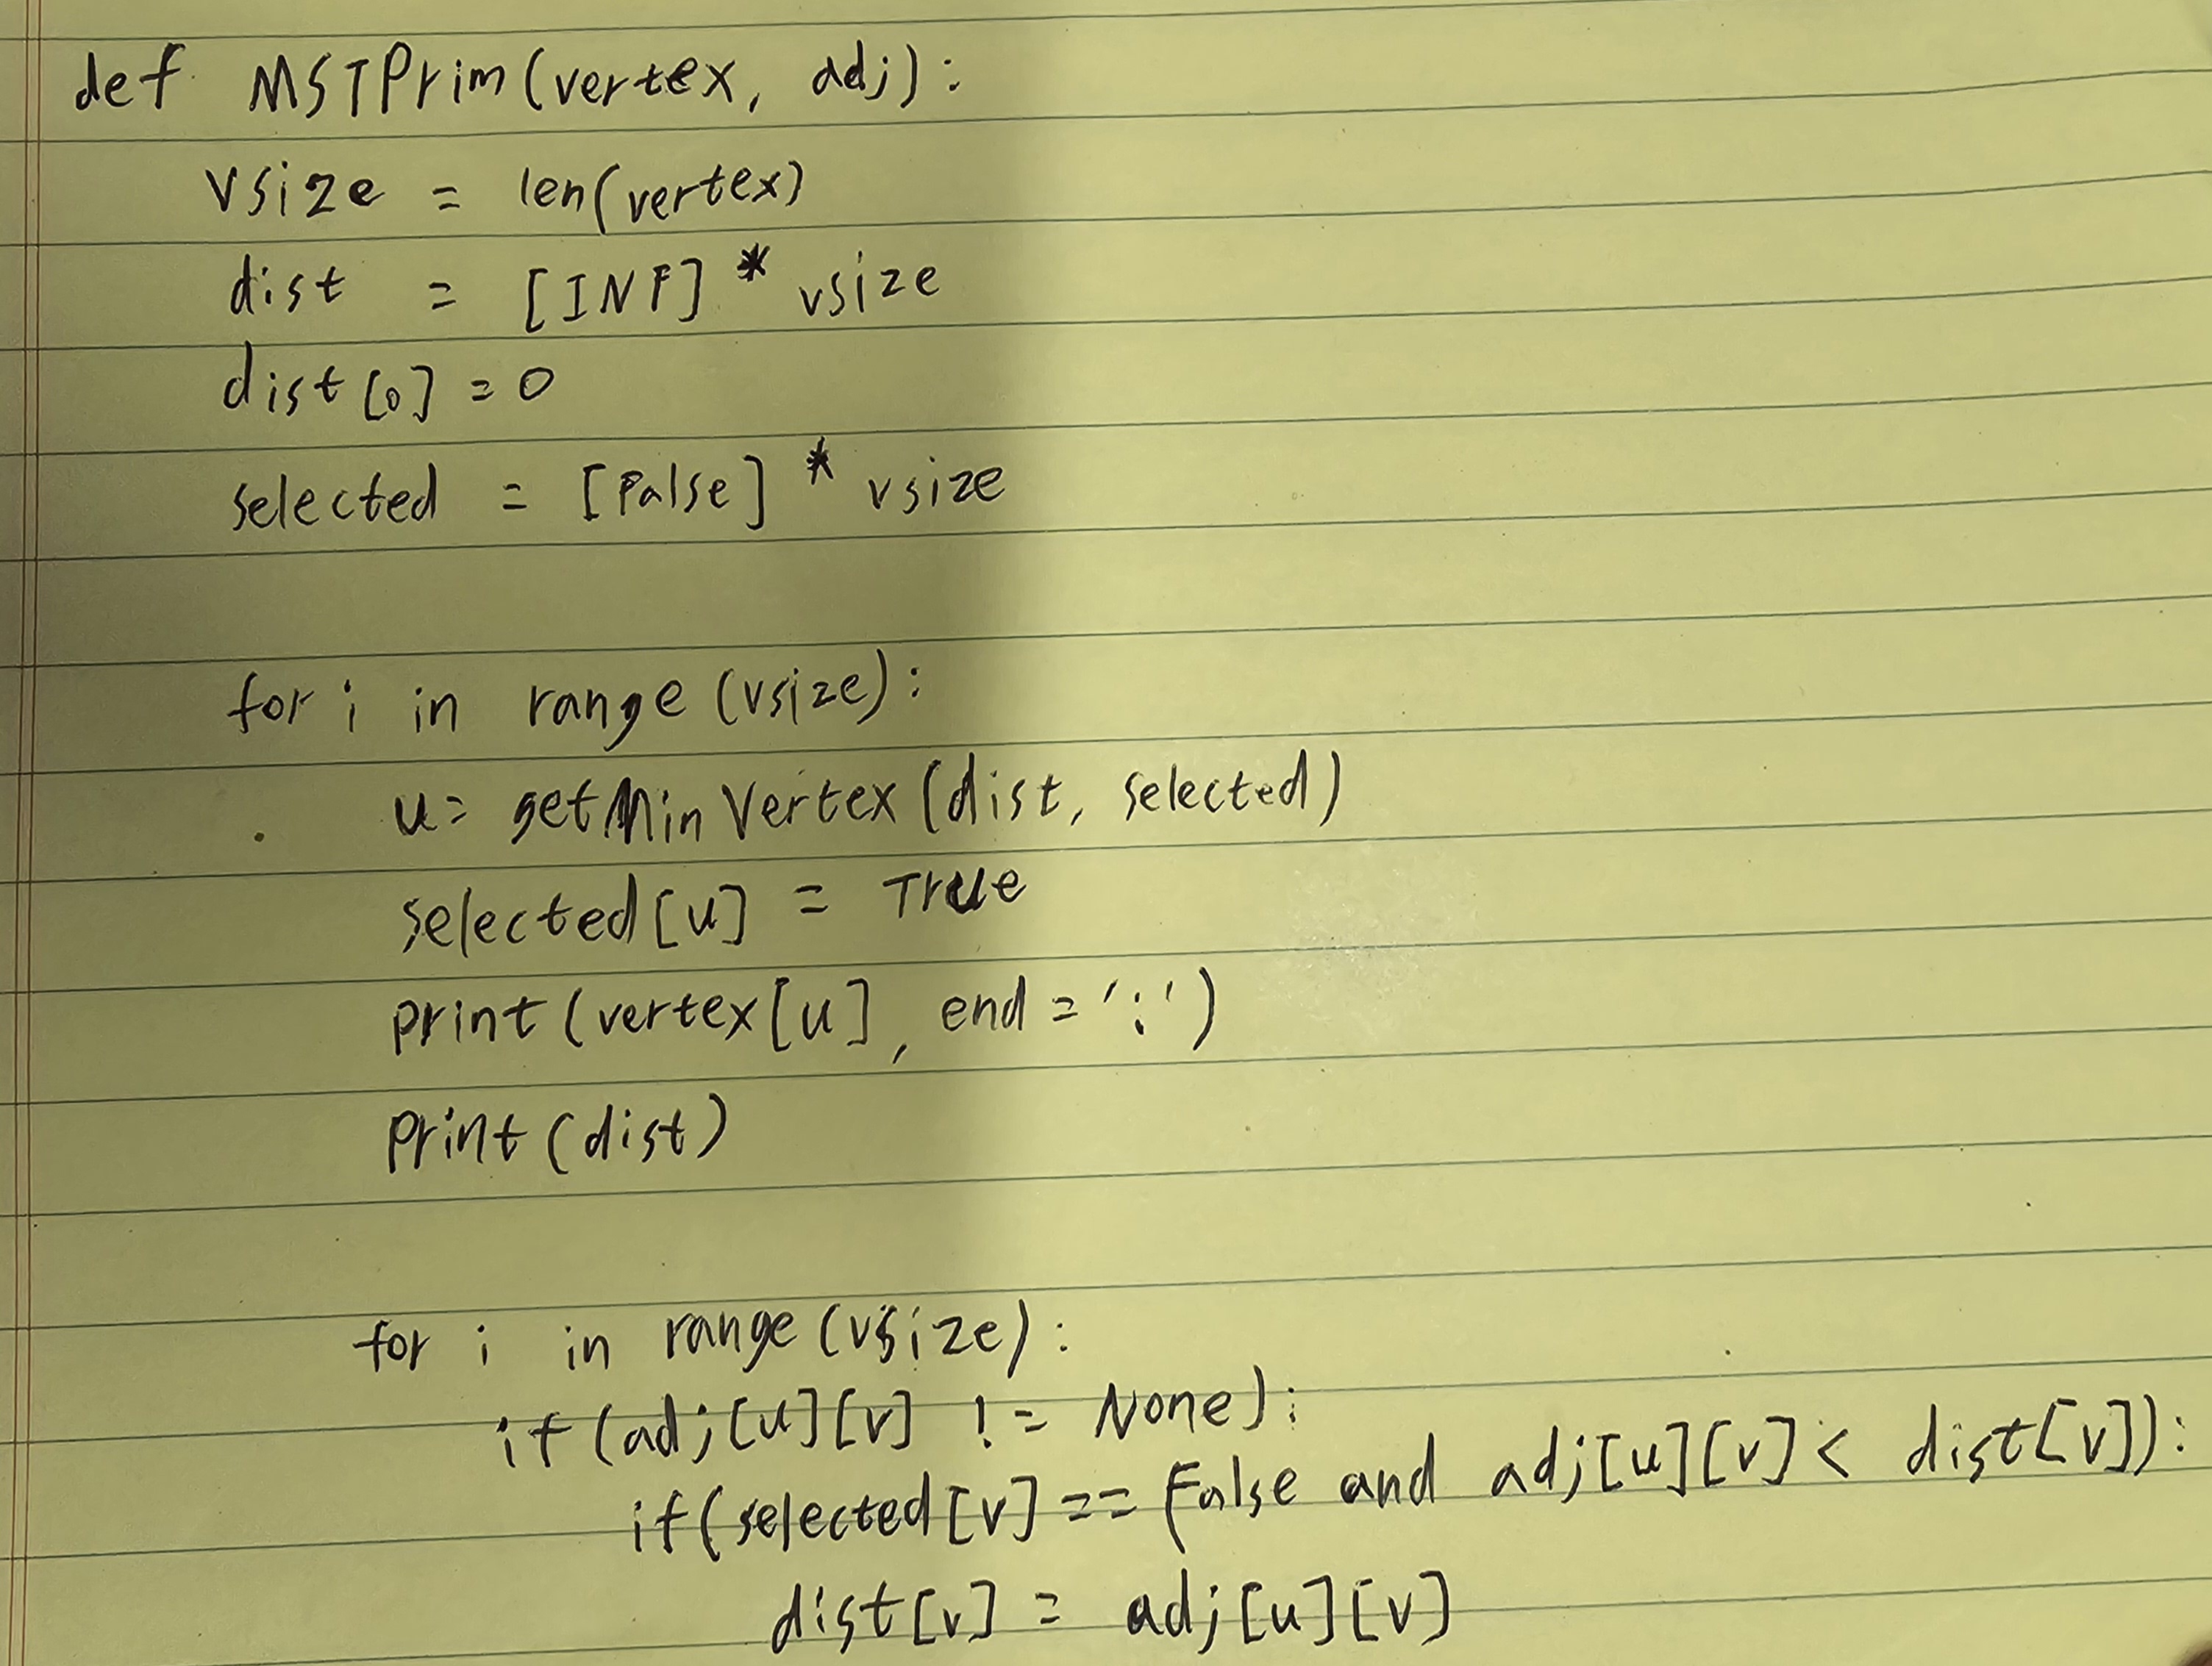 def MSTPrim(vertex, adj):
vsize = len(vertex)
dist = [INF] * vsize
dist[0] = 0
selected = [False] * vsize
for i in range(vsize):
u = getMinVertex(dist, selected)
selected[u] = True
print(vertex[u], end=':')
print(dist)
for i in range(vsize):
if(adj[u][v] != None):
if(selected[v] == False and adj[u][v] < dist[v]):
dist[v] = adj[u][v]